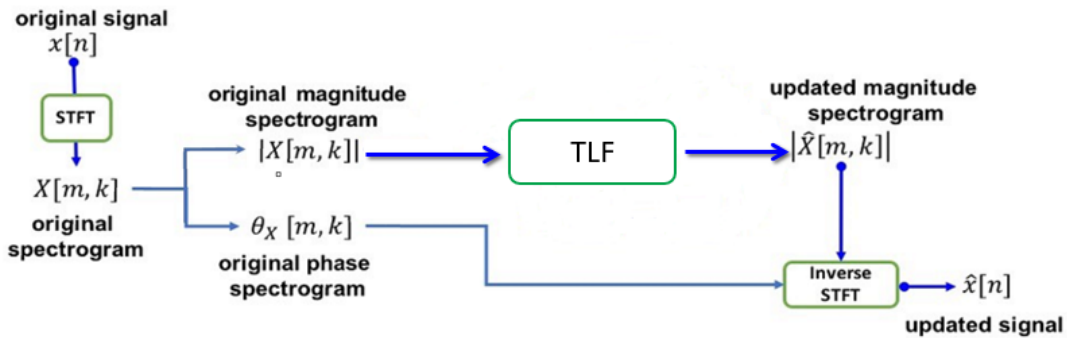 original signal
x[n]
STFT
X[m, k]
original
spectrogram
original magnitude
spectrogram
|X[m, k]|
θ_X [m, k]
original phase
spectrogram
TLF
updated magnitude
spectrogram
|X̂[m, k]|
Inverse
STFT
x̂[n]
updated signal